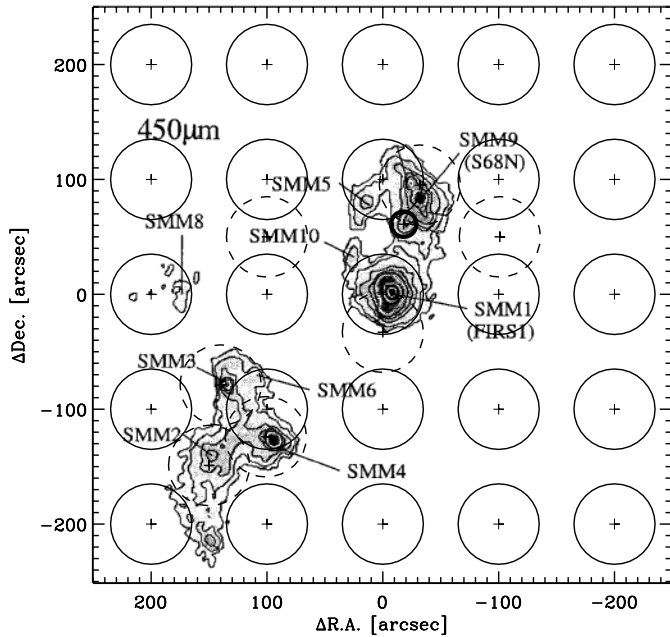 200
450μm
SMM9
(S68N)
100
SMM5
SMM8
SMM10
0
SMM1
(FIRS1)
SMM3
SMM6
-100
SMM2
SMM4
-200
200 100 0 -100 -200
ΔR.A. [arcsec]
ΔDec. [arcsec]